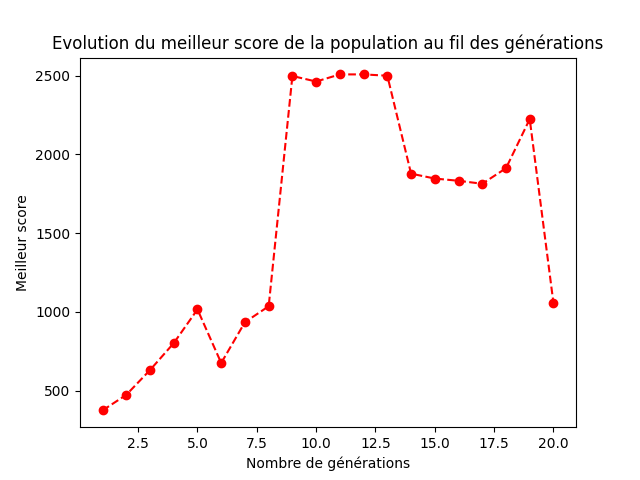 Evolution du meilleur score de la population au fil des générations
Meilleur score
2500
2000
1500
1000
500
2.5 5.0 7.5 10.0 12.5 15.0 17.5 20.0
Nombre de générations